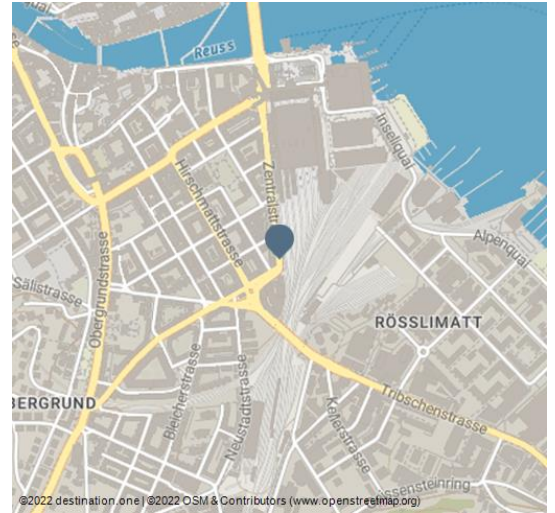 Reuss
Inseliquai
Zentralstr
Hirschmattstrasse
Alpenquai
Sälistrasse
Obergrundstrasse
RÖSSLIMATT
BERGRUND
Bleicherstrasse
Neustadtstrasse
Tribschenstrasse
Kellerstrasse
össensteinring
©2022 destination.one | ©2022 OSM & Contributors (www.openstreetmap.org)